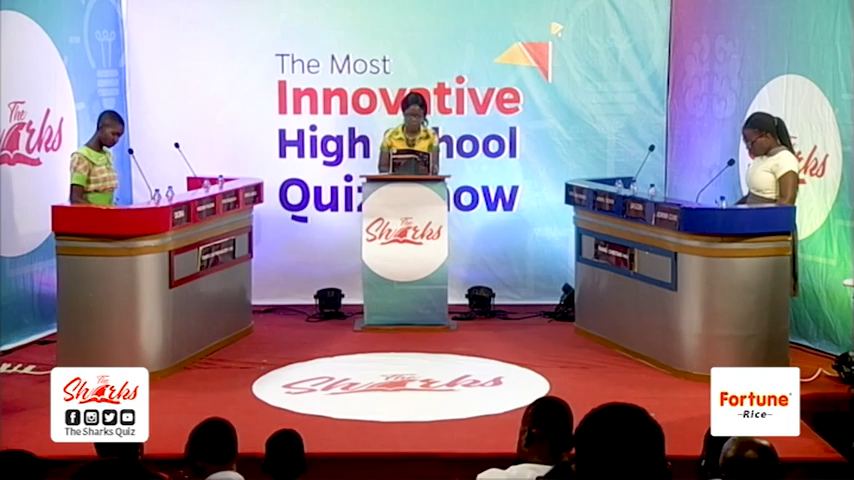 The Most
Innovative
High School
Quiz Show
The
Sharks
The
Sharks
The
Sharks
The
Sharks
The
Sharks
The Sharks Quiz
Fortune
-Rice-